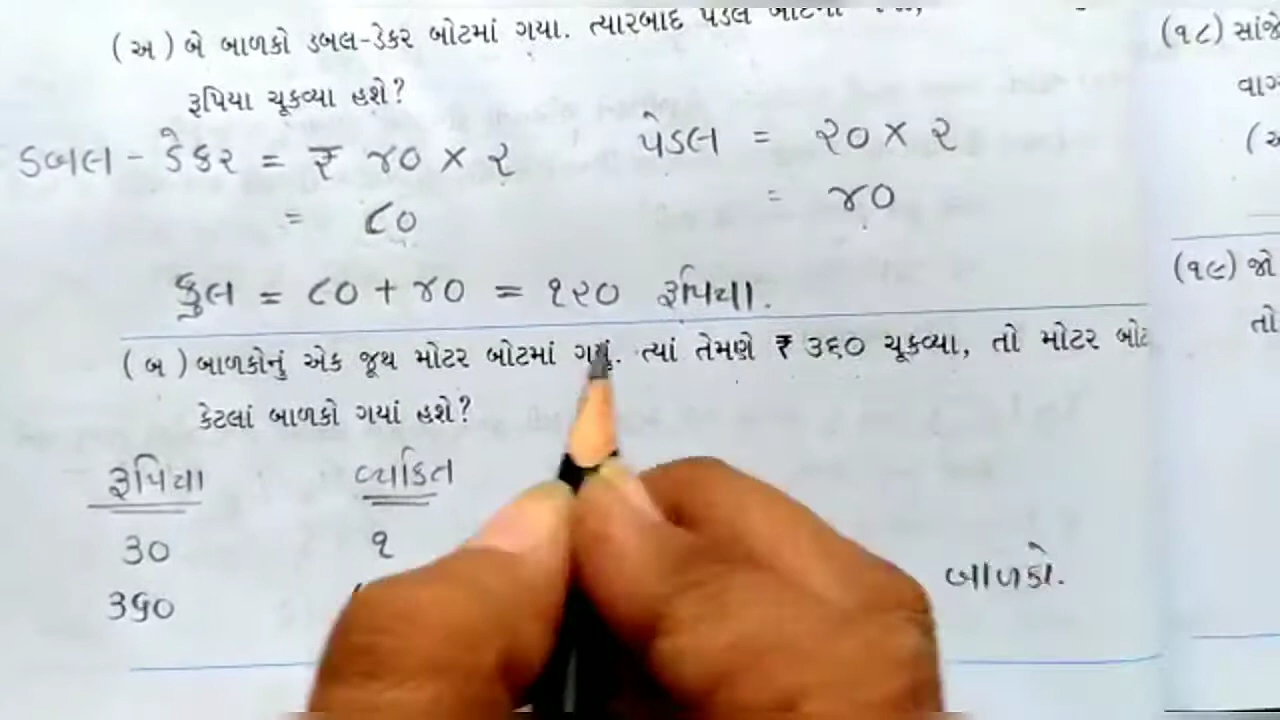 (અ) બે બાળકો ડબલ-ડેકર બોટમાં ગયા. ત્યારબાદ પેડલ
રૂપિયા ચૂકવ્યા હશે?
ડબલ - ડેકર = ₹ ૪૦ × ૨
= ૮૦
પેડલ = ૨૦ × ૨
= ૪૦
કુલ = ૮૦ + ૪૦ = ૧૨૦ રૂપિયા.
(બ) બાળકોનું એક જૂથ મોટર બોટમાં ગયું. ત્યાં તેમણે ₹ ૩૬૦ ચૂકવ્યા, તો મોટર બોટ
કેટલાં બાળકો ગયાં હશે?
રૂપિયા વ્યકિત
૩૦ ૧
૩૬૦
બાળકો.
(૧૮) સાંજે
(૧૯) જો
તો